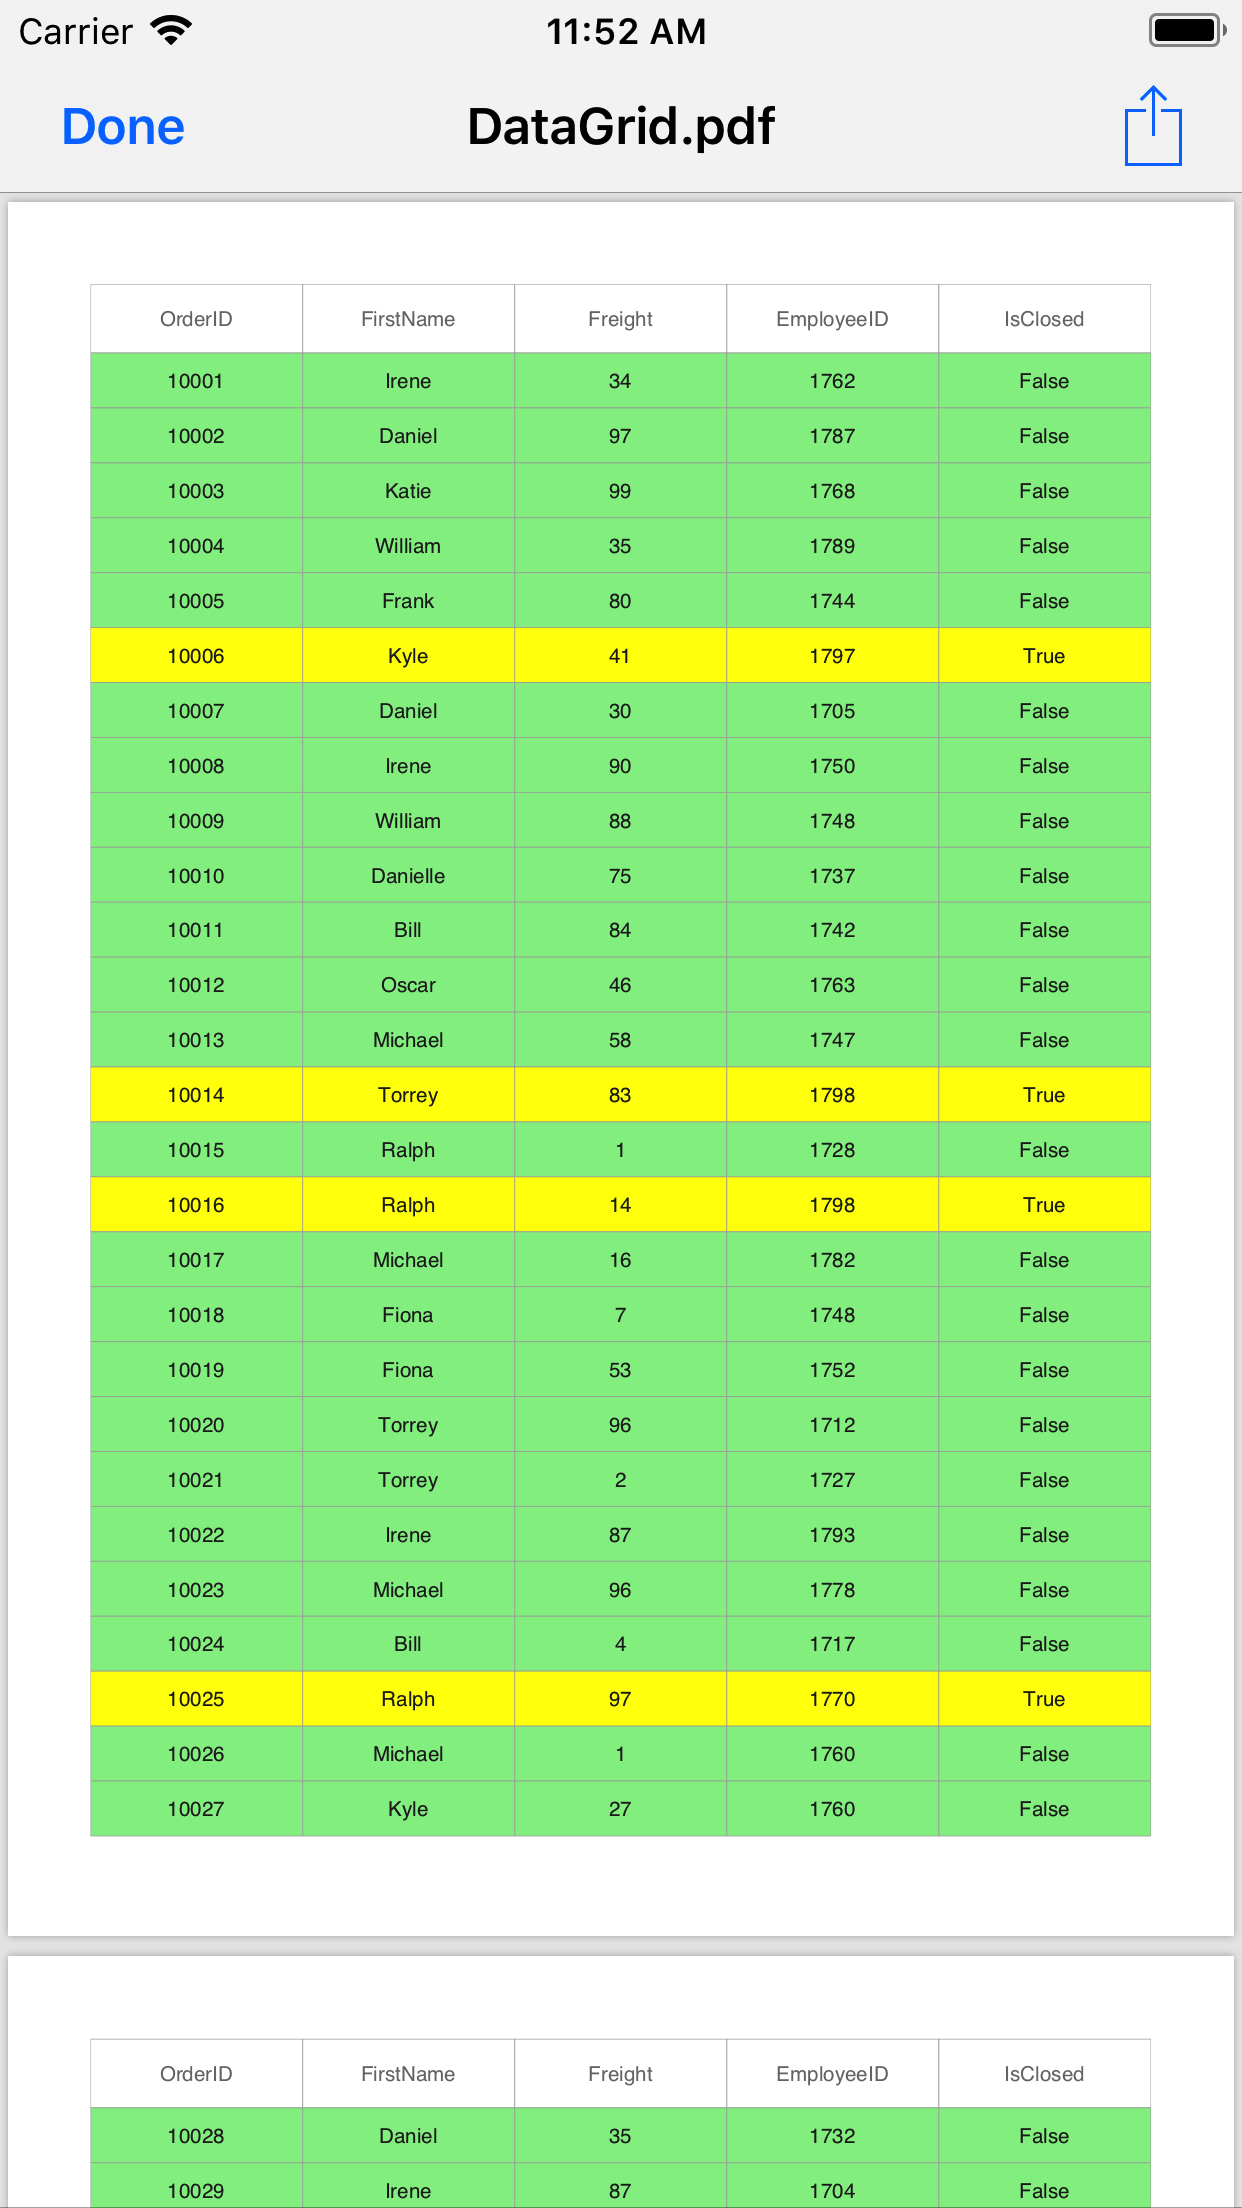 Carrier 11:52 AM
Done DataGrid.pdf
OrderID FirstName Freight EmployeeID IsClosed
10001 Irene 34 1762 False
10002 Daniel 97 1787 False
10003 Katie 99 1768 False
10004 William 35 1789 False
10005 Frank 80 1744 False
10006 Kyle 41 1797 True
10007 Daniel 30 1705 False
10008 Irene 90 1750 False
10009 William 88 1748 False
10010 Danielle 75 1737 False
10011 Bill 84 1742 False
10012 Oscar 46 1763 False
10013 Michael 58 1747 False
10014 Torrey 83 1798 True
10015 Ralph 1 1728 False
10016 Ralph 14 1798 True
10017 Michael 16 1782 False
10018 Fiona 7 1748 False
10019 Fiona 53 1752 False
10020 Torrey 96 1712 False
10021 Torrey 2 1727 False
10022 Irene 87 1793 False
10023 Michael 96 1778 False
10024 Bill 4 1717 False
10025 Ralph 97 1770 True
10026 Michael 1 1760 False
10027 Kyle 27 1760 False
OrderID FirstName Freight EmployeeID IsClosed
10028 Daniel 35 1732 False
10029 Irene 87 1704 False